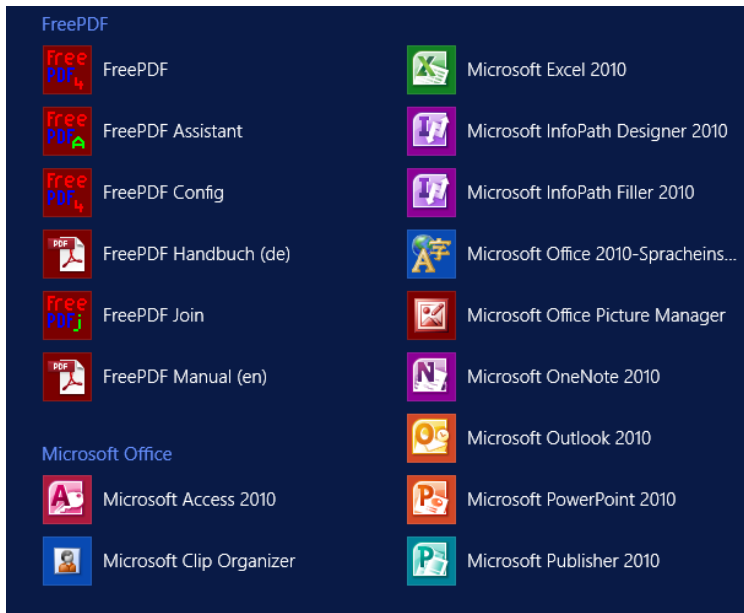 FreePDF
FreePDF
FreePDF Assistant
FreePDF Config
FreePDF Handbuch (de)
FreePDF Join
FreePDF Manual (en)
Microsoft Office
Microsoft Access 2010
Microsoft Clip Organizer
Microsoft Excel 2010
Microsoft InfoPath Designer 2010
Microsoft InfoPath Filler 2010
Microsoft Office 2010-Spracheins...
Microsoft Office Picture Manager
Microsoft OneNote 2010
Microsoft Outlook 2010
Microsoft PowerPoint 2010
Microsoft Publisher 2010